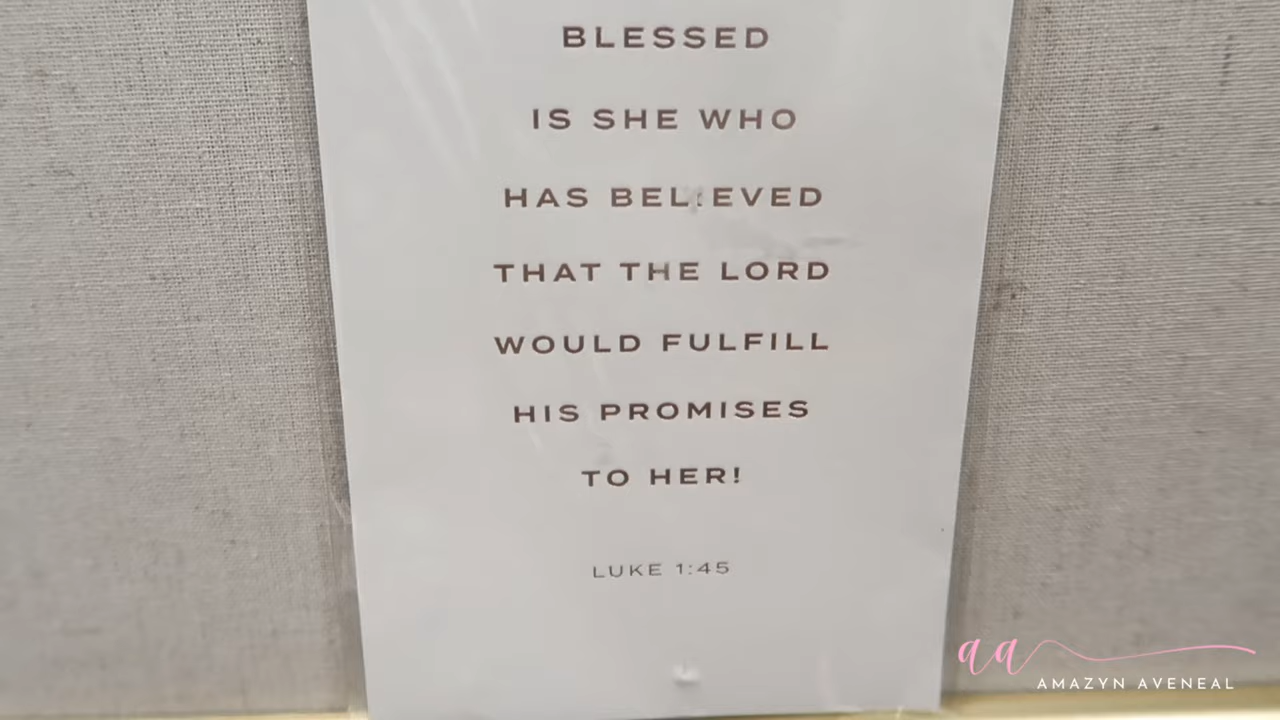 BLESSED
IS SHE WHO
HAS BELIEVED
THAT THE LORD
WOULD FULFILL
HIS PROMISES
TO HER!
LUKE 1:45
aa
AMAZYN AVENEAL